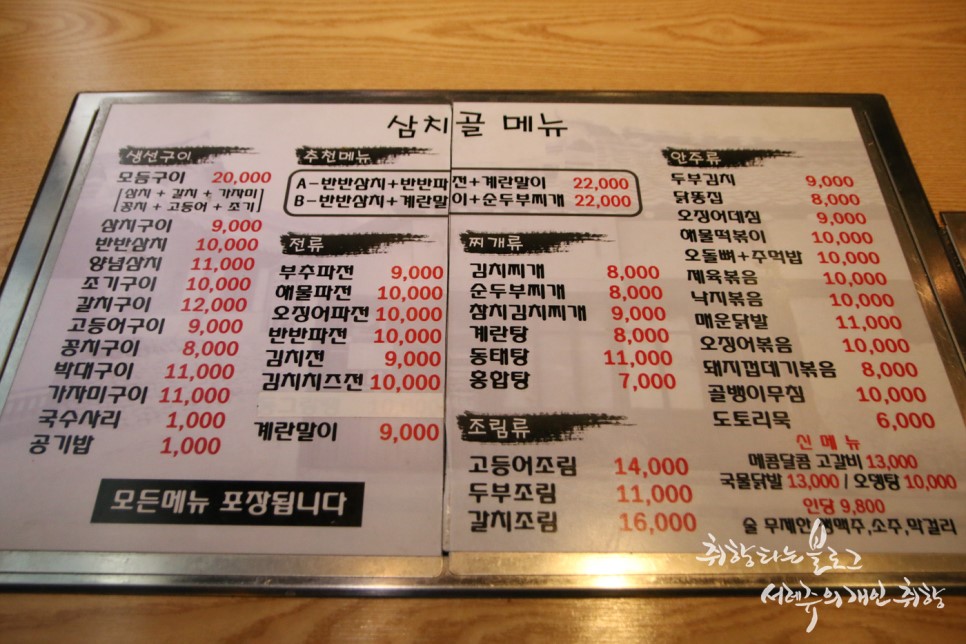 삼치골 메뉴
생선구이
모듬구이 20,000
[삼치 + 갈치 + 가자미
꽁치 + 고등어 + 조기]
삼치구이 9,000
반반삼치 10,000
양념삼치 11,000
조기구이 10,000
갈치구이 12,000
고등어구이 9,000
꽁치구이 8,000
박대구이 11,000
가자미구이 11,000
국수사리 1,000
공기밥 1,000
모든메뉴 포장됩니다
추천메뉴
A-반반삼치+반반파전+계란말이 22,000
B-반반삼치+계란말이+순두부찌개 22,000
전류
부추파전 9,000
해물파전 10,000
오징어파전 10,000
반반파전 10,000
김치전 9,000
김치치즈전 10,000
계란말이 9,000
찌개류
김치찌개 8,000
순두부찌개 8,000
참치김치찌개 9,000
계란탕 8,000
동태탕 11,000
홍합탕 7,000
조림류
고등어조림 14,000
두부조림 11,000
갈치조림 16,000
안주류
두부김치 9,000
닭똥집 8,000
오징어데침 9,000
해물떡볶이 10,000
오돌뼈+주먹밥 10,000
제육볶음 10,000
낙지볶음 10,000
매운닭발 11,000
오징어볶음 10,000
돼지껍데기볶음 8,000
골뱅이무침 10,000
도토리묵 6,000
신메뉴
메콤달콤 고갈비 13,000
국물닭발 13,000 / 오뎅탕 10,000
인당 9,800
술 무제한 생맥주,소주,막걸리
취향타는 블로그
서레주의 개인 취향